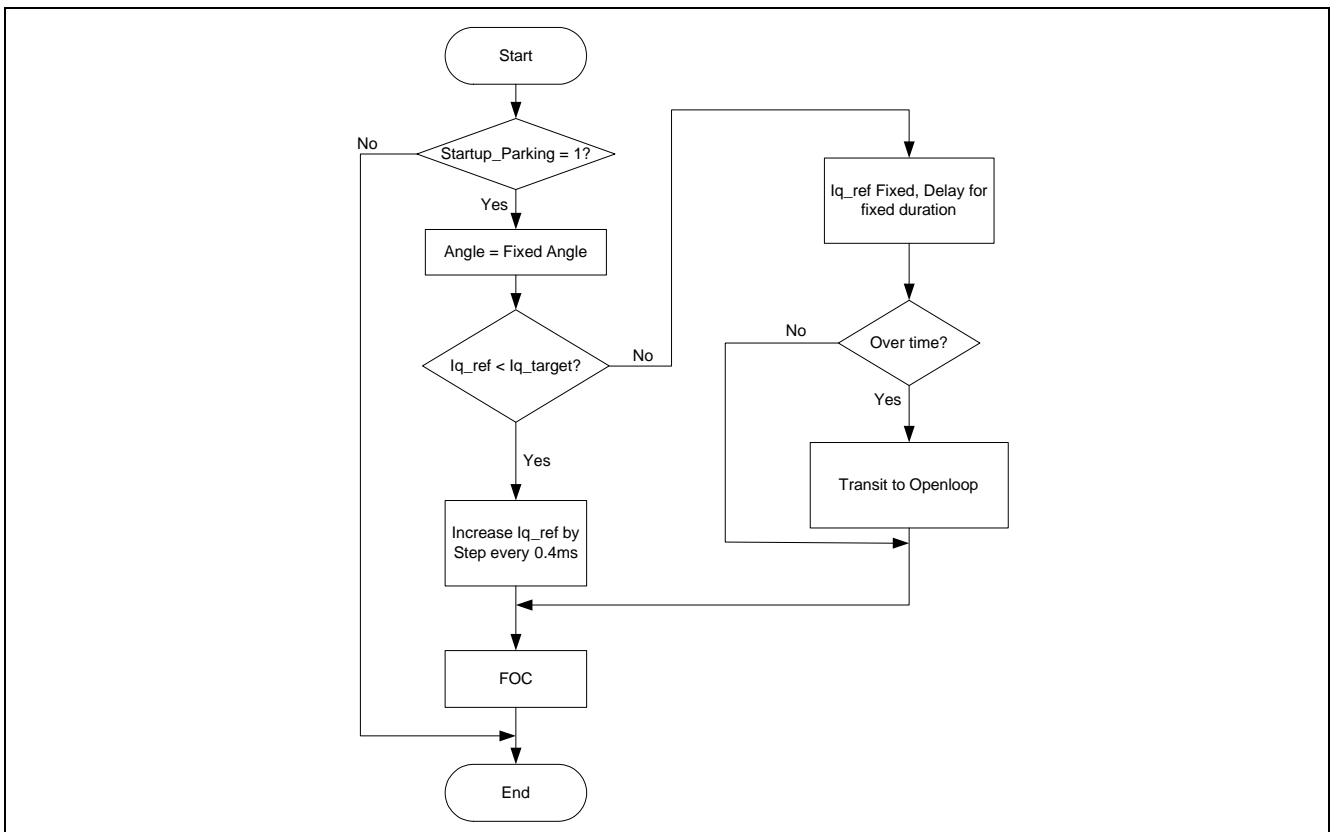 Start
Startup_Parking = 1?
No
Yes
Angle = Fixed Angle
Iq_ref < Iq_target?
No
Yes
Increase Iq_ref by
Step every 0.4ms
FOC
End
Iq_ref Fixed, Delay for
fixed duration
Over time?
No
Yes
Transit to Openloop